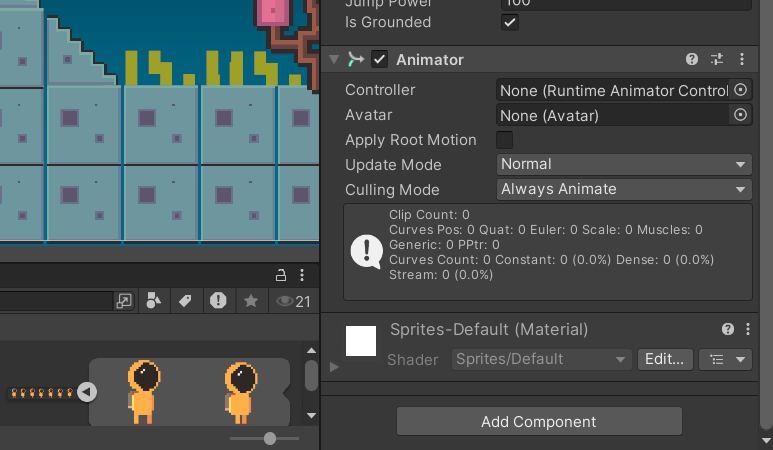 Jump Power 100
Is Grounded
Animator
Controller None (Runtime Animator Control
Avatar None (Avatar)
Apply Root Motion
Update Mode Normal
Culling Mode Always Animate
Clip Count: 0
Curves Pos: 0 Quat: 0 Euler: 0 Scale: 0 Muscles: 0
Generic: 0 PPtr: 0
Curves Count: 0 Constant: 0 (0.0%) Dense: 0 (0.0%)
Stream: 0 (0.0%)
21
Sprites-Default (Material)
Shader Sprites/Default Edit...
Add Component